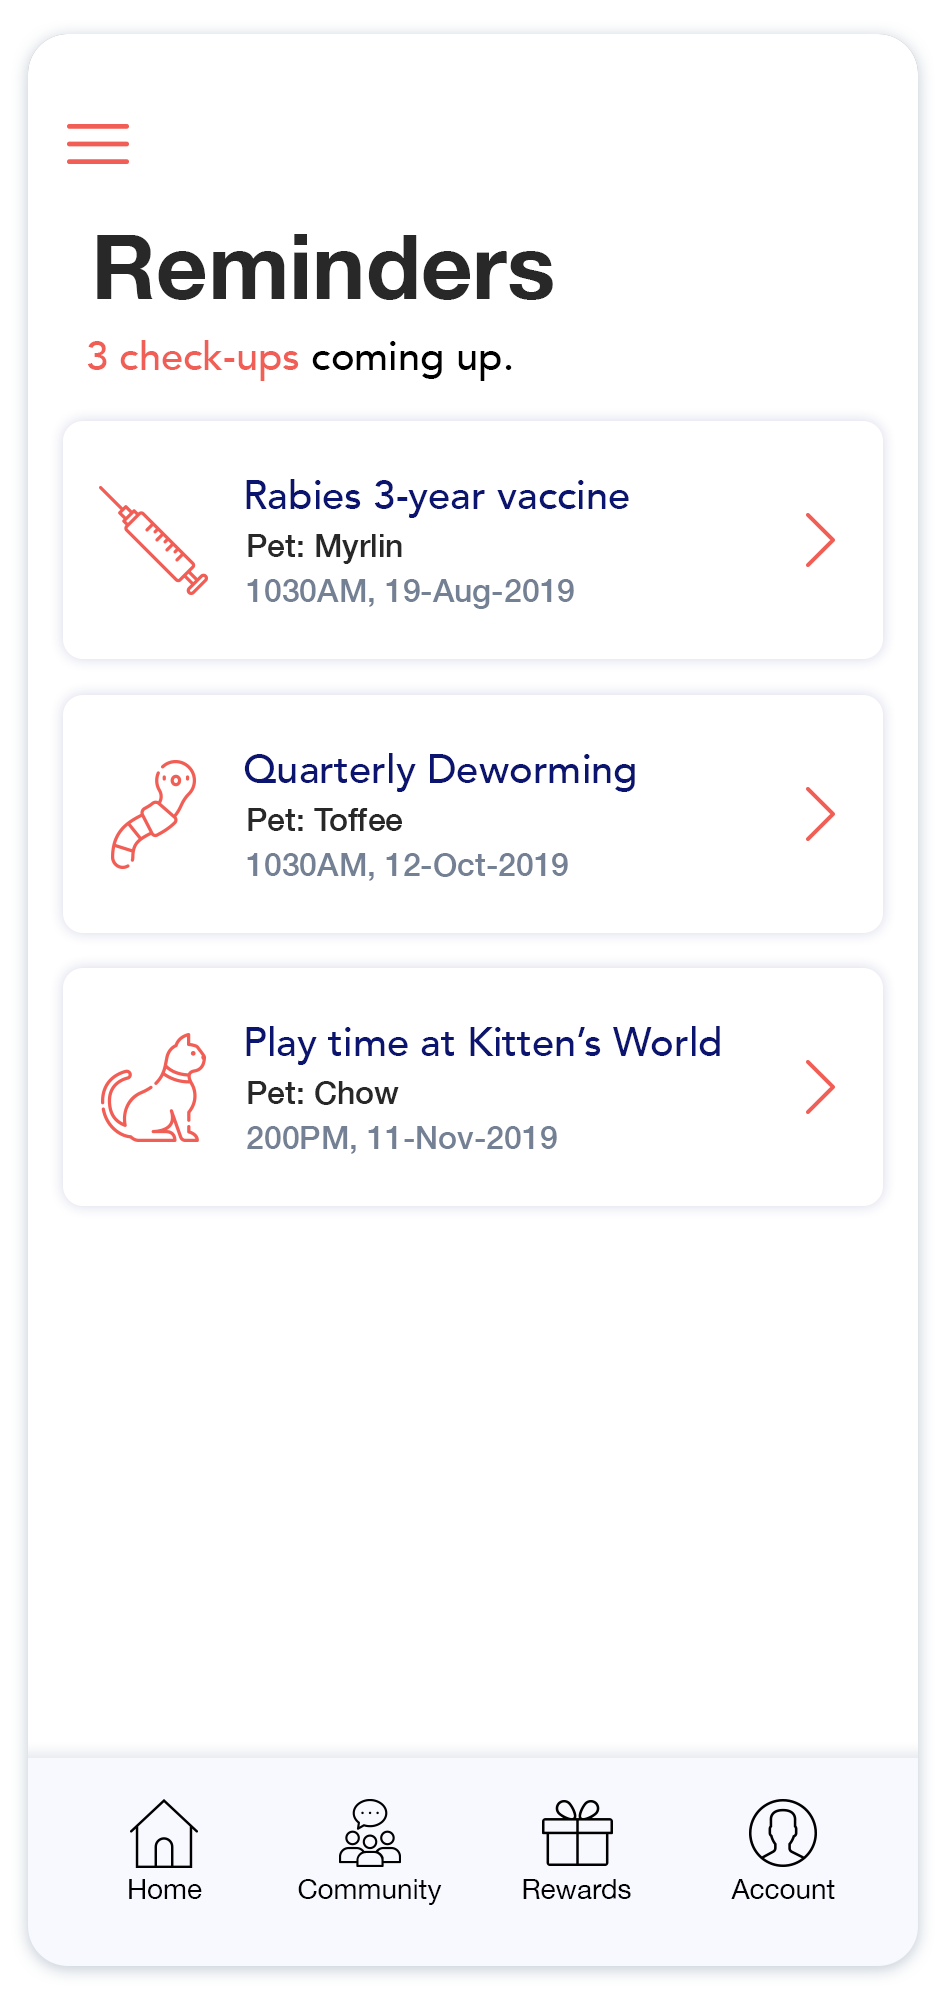 Reminders
3 check-ups coming up.
Rabies 3-year vaccine
Pet: Myrlin
1030AM, 19-Aug-2019
Quarterly Deworming
Pet: Toffee
1030AM, 12-Oct-2019
Play time at Kitten’s World
Pet: Chow
200PM, 11-Nov-2019
Home
Community
Rewards
Account